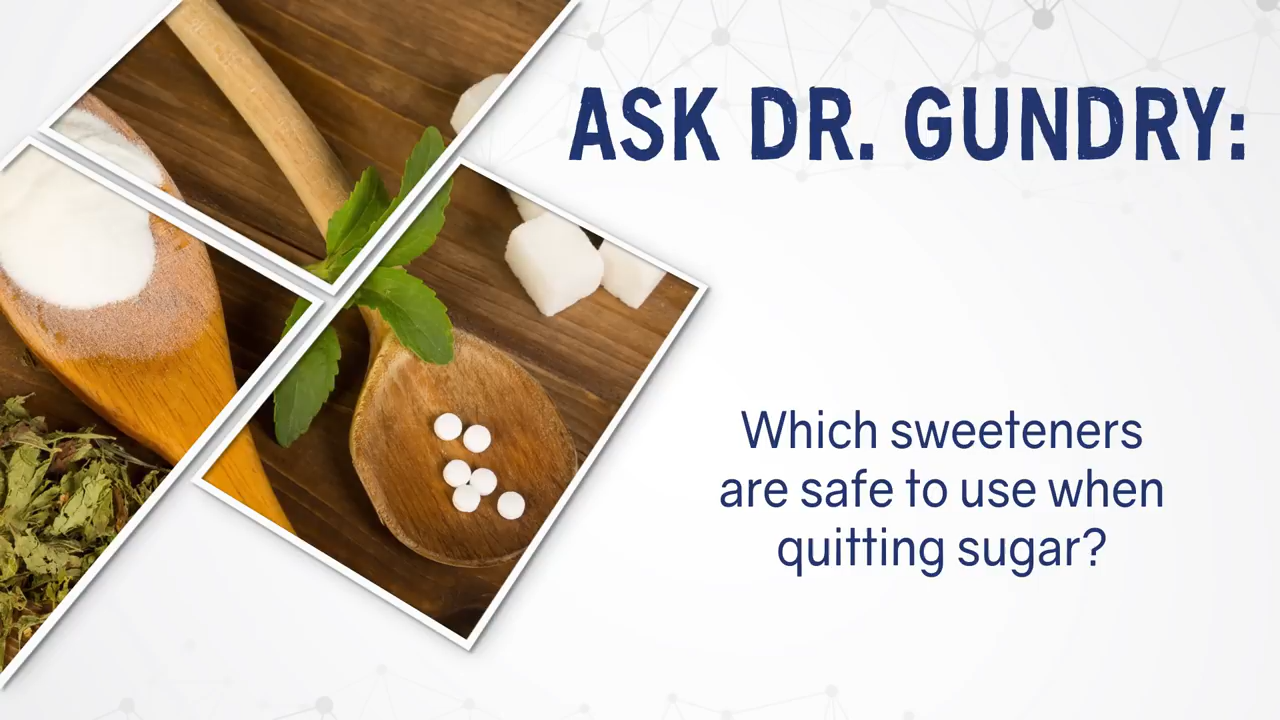 ASK DR. GUNDRY:
Which sweeteners
are safe to use when
quitting sugar?